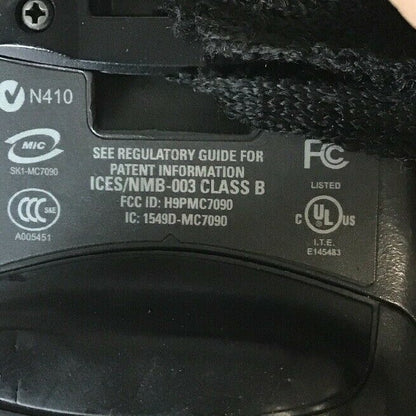 N410
MiC
SK1-MC7090
CCC S&E
A005451
SEE REGULATORY GUIDE FOR
PATENT INFORMATION
ICES/NMB-003 CLASS B
FCC ID: H9PMC7090
IC: 1549D-MC7090
FC
LISTED
C UL US
I.T.E.
E145483